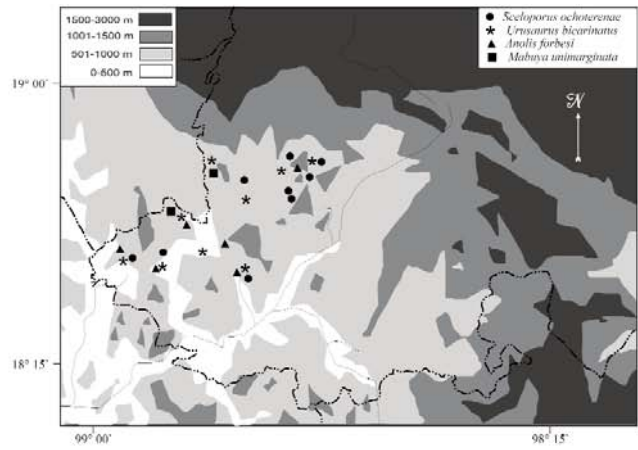 1500-3000 m
1001-1500 m
501-1000 m
0-500 m
Sceloporus ochoterenae
Urusaurus bicarinatus
Anolis forbesi
Mabuya unimarginata
19° 00´
N
18° 15´
99° 00´
98° 15´